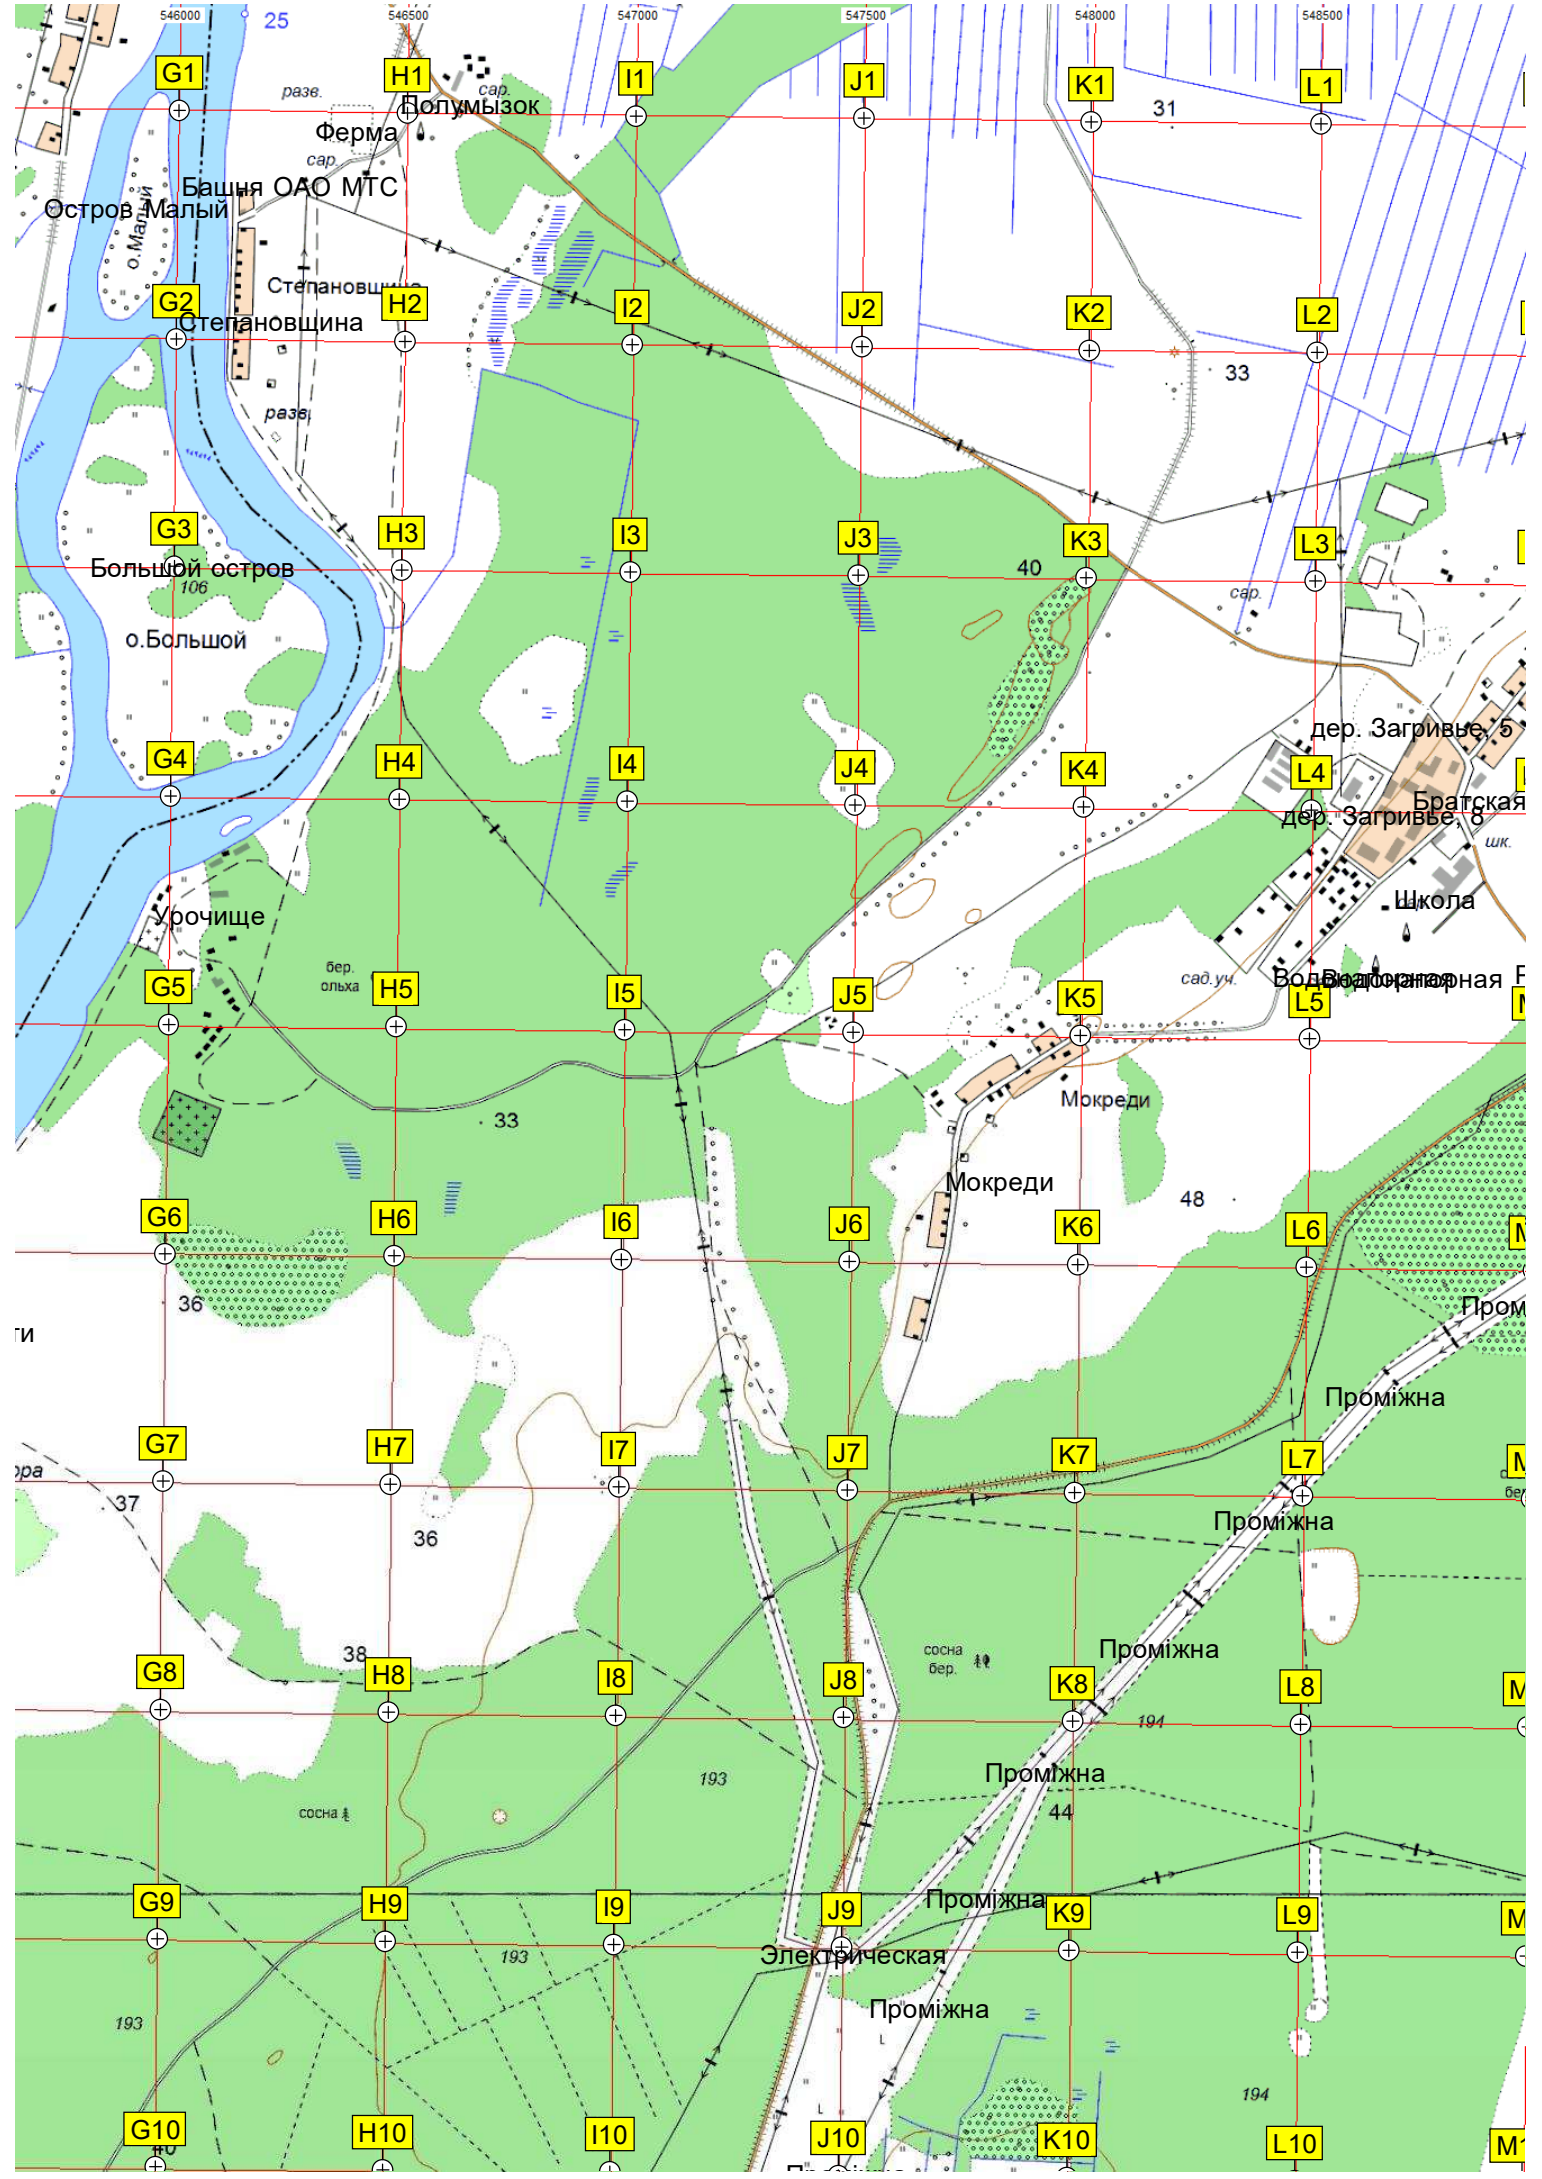 546000 546500 547000 547500 548000 548500
25
G1 H1 I1 J1 K1 L1
разв. сар. 31
Полумызок
Ферма
сар.
Башня ОАО МТС
Остров Малый
о.Малый
Степановщина
G2 H2 I2 J2 K2 L2
Степановщина
33
разв.
G3 H3 I3 J3 K3 L3
Большой остров 40
106
сар.
о.Большой
дер. Загривье, 5
G4 H4 I4 J4 K4 L4
Братская
дер. Загривье, 8
шк.
Школа
Урочище
бер.
ольха
сад.уч.
Водонапорная
G5 H5 I5 J5 K5 L5
Мокреди
33
Мокреди
48
G6 H6 I6 J6 K6 L6
36
Пром
ти
Проміжна
G7 H7 I7 J7 K7 L7 M
ора
37
Проміжна
36
38
сосна
бер.
Проміжна
G8 H8 I8 J8 K8 L8 M
194
193
Проміжна
44
сосна
G9 H9 I9 J9 K9 L9 M
Проміжна
193
Электрическая
Проміжна
193
194
G10 H10 I10 J10 K10 L10 M1
40